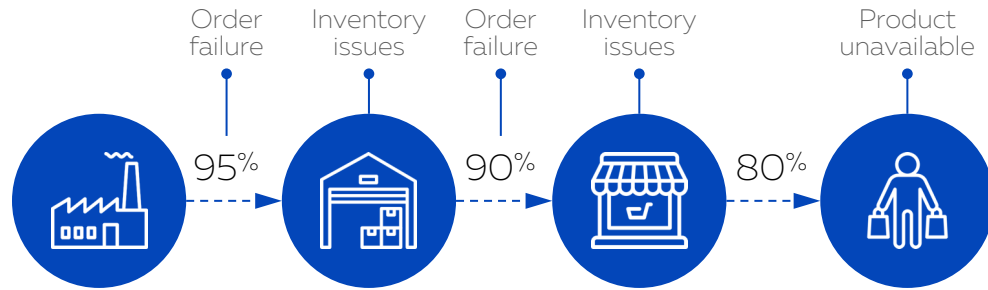 Order
failure
Inventory
issues
Order
failure
Inventory
issues
Product
unavailable
95%
90%
80%